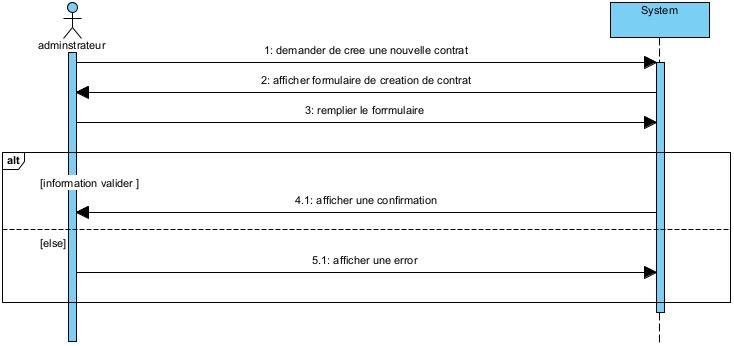 System
adminstrateur
1: demander de cree une nouvelle contrat
2: afficher formulaire de creation de contrat
3: remplier le forrmulaire
alt
[information valider ]
4.1: afficher une confirmation
[else]
5.1: afficher une error